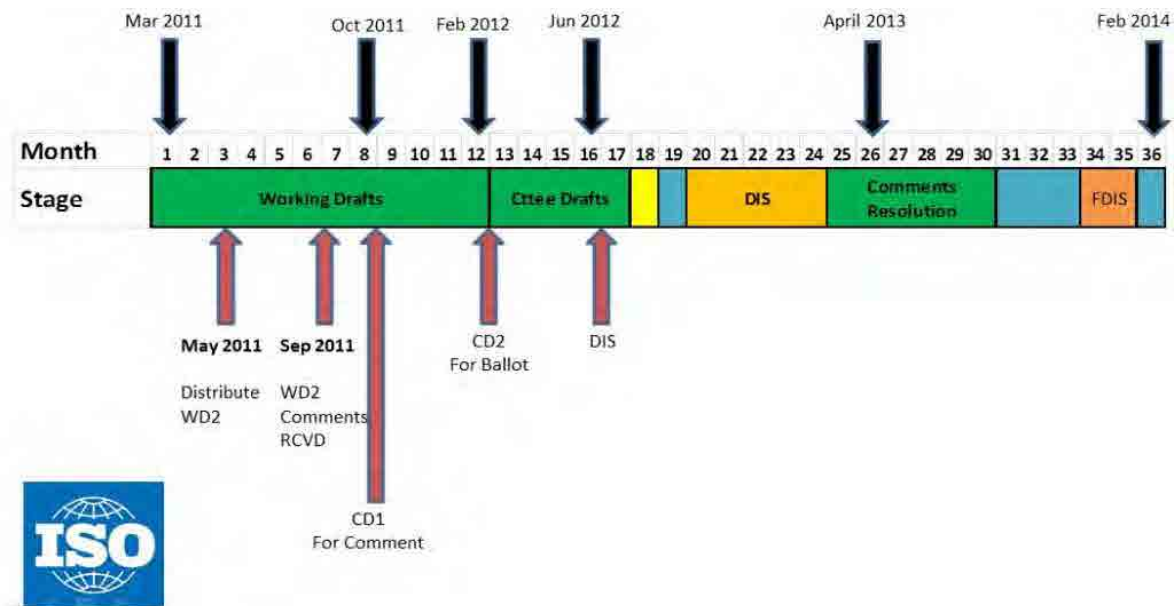 Mar 2011 Oct 2011 Feb 2012 Jun 2012 April 2013 Feb 2014
Month 1 2 3 4 5 6 7 8 9 10 11 12 13 14 15 16 17 18 19 20 21 22 23 24 25 26 27 28 29 30 31 32 33 34 35 36
Stage Working Drafts Cttee Drafts DIS Comments FDIS
Resolution
May 2011 Sep 2011 CD2 DIS
For Ballot
Distribute WD2
WD2 Comments
RCVD
CD1
For Comment
ISO